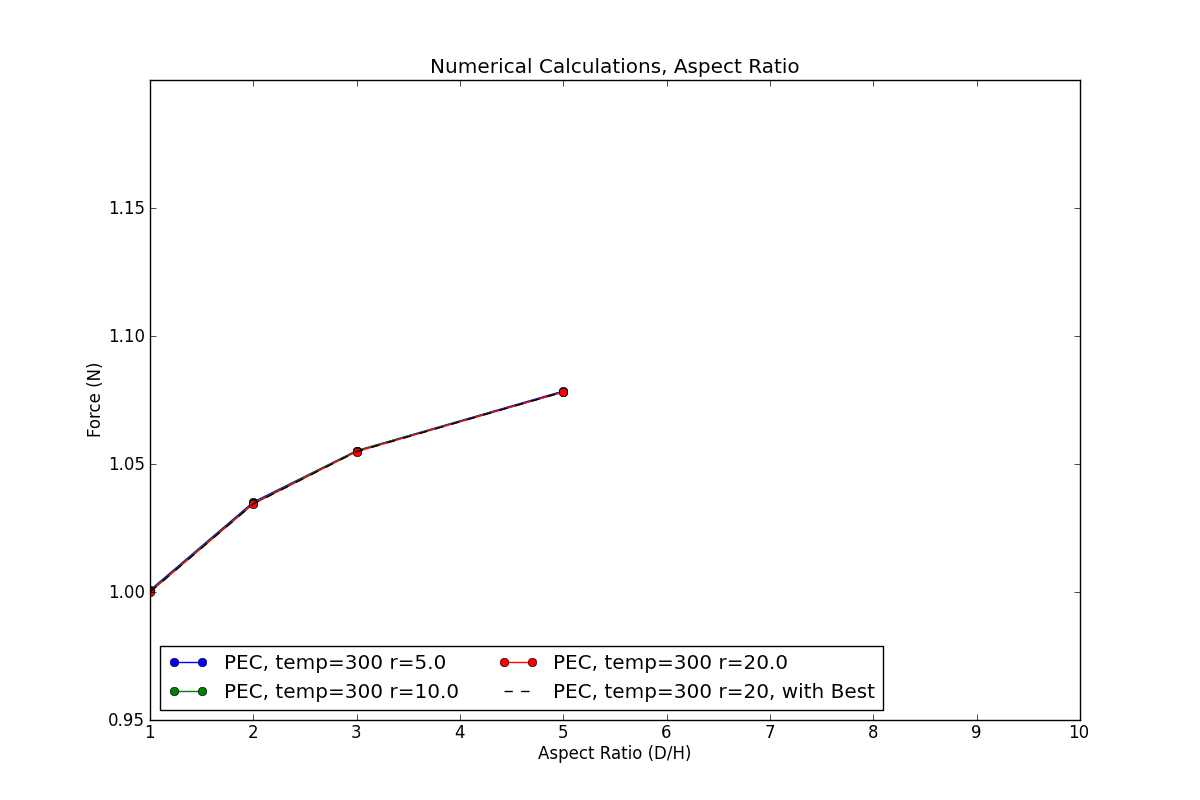 Numerical Calculations, Aspect Ratio
1.15
1.10
1.05
1.00
0.95
Force (N)
PEC, temp=300 r=5.0
PEC, temp=300 r=10.0
PEC, temp=300 r=20.0
PEC, temp=300 r=20, with Best
1 2 3 4 5 6 7 8 9 10
Aspect Ratio (D/H)